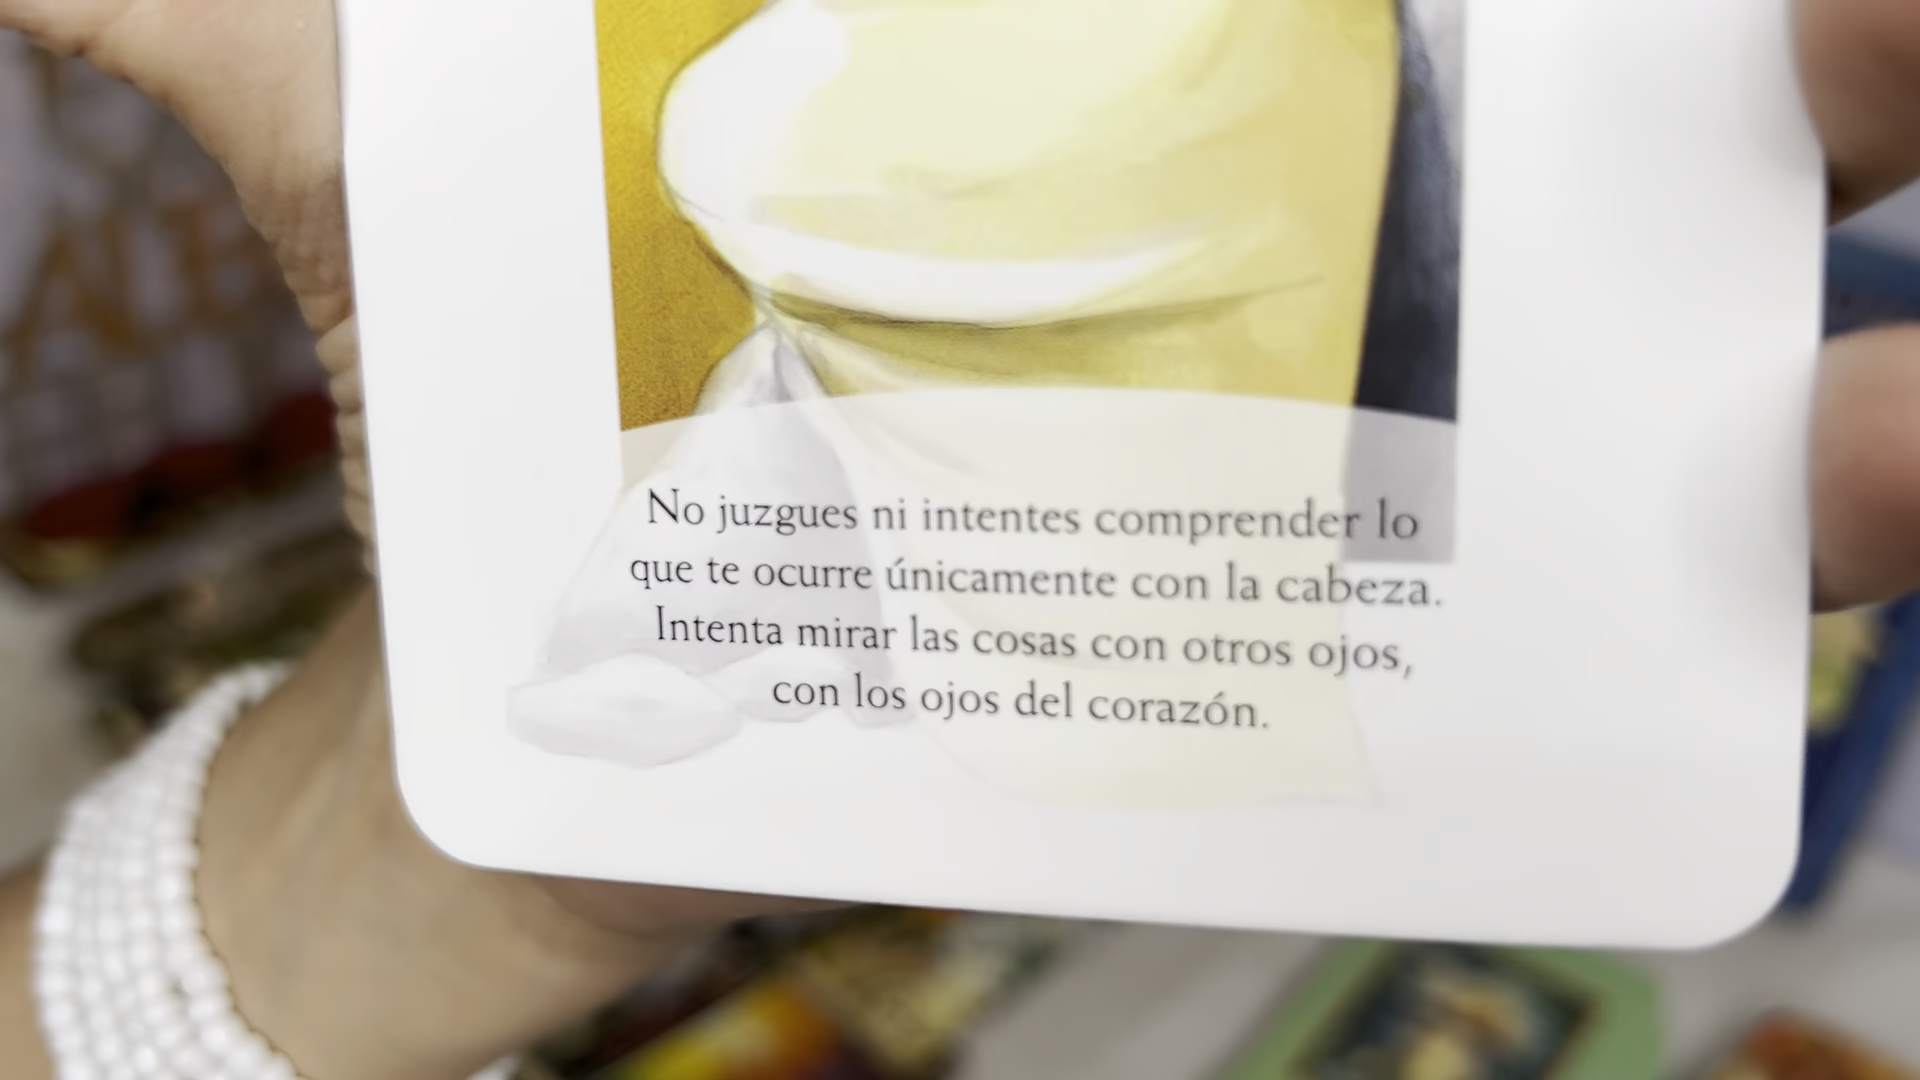 No juzgues ni intentes comprender lo
que te ocurre únicamente con la cabeza.
Intenta mirar las cosas con otros ojos,
con los ojos del corazón.